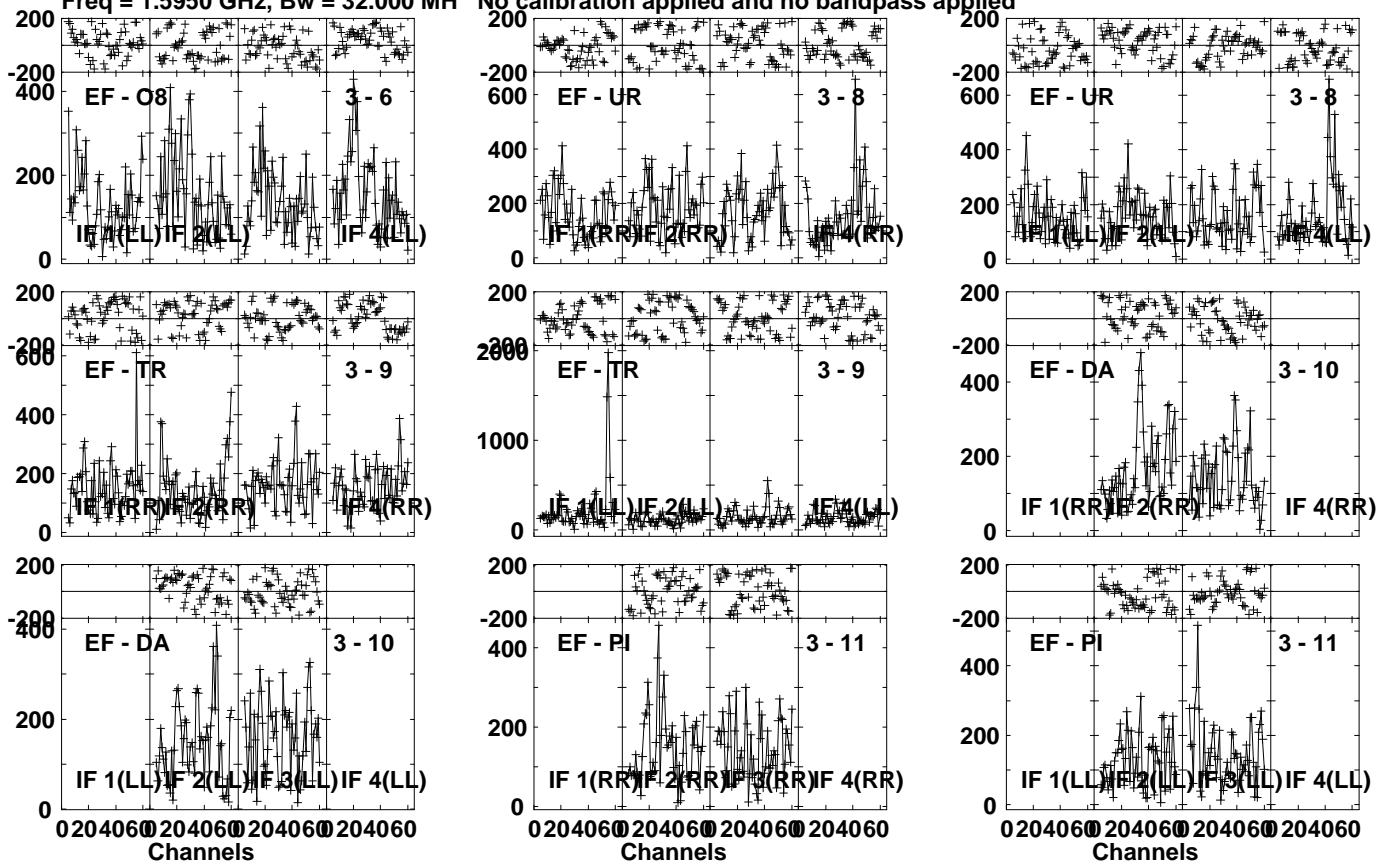 Freq = 1.5950 GHz, Bw = 32.000 MH No calibration applied and no bandpass applied
200 200 200
-200 -200 -200
EF - O8 3 - 6 EF - UR 3 - 8 EF - UR 3 - 8
400 600 600
400 400
200 200 200
IF 1(LL) IF 2(LL) IF 4(LL) IF 1(RR) IF 2(RR) IF 4(RR) IF 1(LL) IF 2(LL) IF 4(LL)
0 0 0
200 200 200
-200 -200 -200
600 2000
EF - TR 3 - 9 EF - TR 3 - 9 EF - DA 3 - 10
400 1000 400
200 200
IF 1(RR) IF 2(RR) IF 4(RR) IF 1(LL) IF 2(LL) IF 4(LL) IF 1(RR) IF 2(RR) IF 4(RR)
0 0 0
200 200 200
-200 -200 -200
400
EF - DA 3 - 10 EF - PI 3 - 11 EF - PI 3 - 11
400 400
200 200 200
IF 1(LL) IF 2(LL) IF 3(LL) IF 4(LL) IF 1(RR) IF 2(RR) IF 3(RR) IF 4(RR) IF 1(LL) IF 2(LL) IF 3(LL) IF 4(LL)
0 0 0
0 20 40 60 0 20 40 60 0 20 40 60 0 20 40 60 0 20 40 60 0 20 40 60 0 20 40 60 0 20 40 60 0 20 40 60 0 20 40 60 0 20 40 60 0 20 40 60
Channels Channels Channels